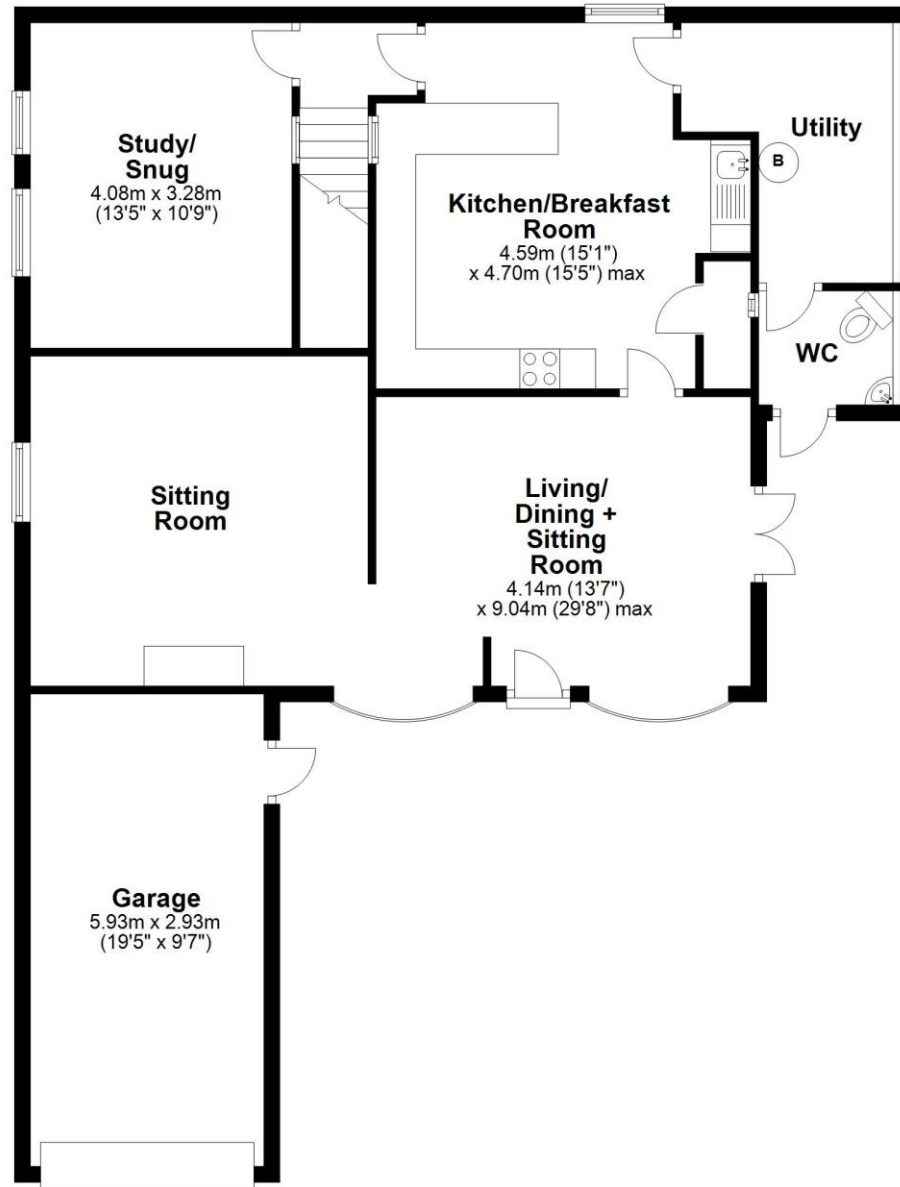 Study/
Snug
4.08m x 3.28m
(13'5" x 10'9")
Utility
B
Kitchen/Breakfast
Room
4.59m (15'1")
x 4.70m (15'5") max
WC
Sitting
Room
Living/
Dining +
Sitting
Room
4.14m (13'7")
x 9.04m (29'8") max
Garage
5.93m x 2.93m
(19'5" x 9'7")